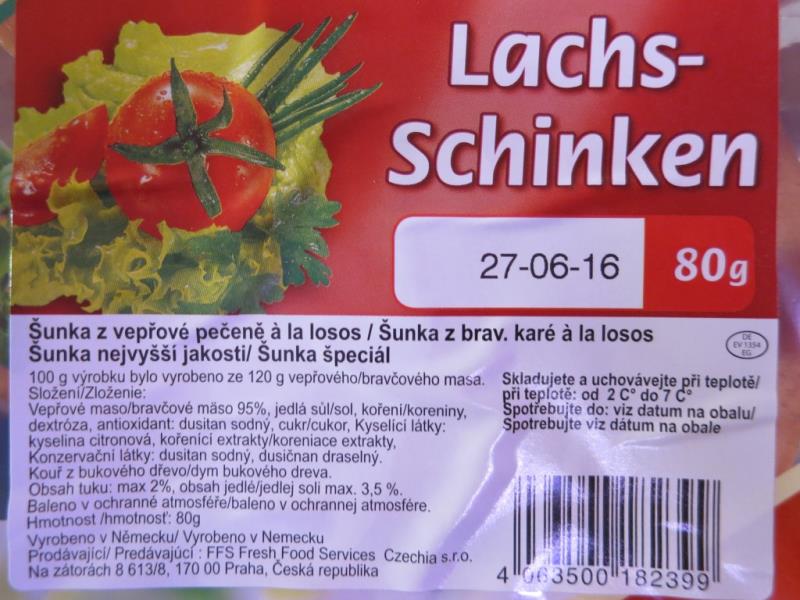 Lachs-
Schinken
27-06-16 80g
Šunka z vepřové pečeně à la losos / Šunka z brav. karé à la losos
Šunka nejvyšší jakosti/ Šunka špeciál
DE
EV 1354
EG
100 g výrobku bylo vyrobeno ze 120 g vepřového/bravčového masa.
Složení/Zloženie:
Vepřové maso/bravčové mäso 95%, jedlá sůl/sol, koření/koreniny,
dextróza, antioxidant: dusitan sodný, cukr/cukor, Kyselící látky:
kyselina citronová, kořenící extrakty/koreniace extrakty,
Konzervační látky: dusitan sodný, dusičnan draselný.
Kouř z bukového dřevo/dym bukového dreva.
Obsah tuku: max 2%, obsah jedlé/jedlej soli max. 3,5 %.
Baleno v ochranné atmosféře/baleno v ochrannej atmosfére.
Hmotnost /hmotnosť: 80g
Vyrobeno v Německu/ Vyrobeno v Nemecku
Prodávající/ Predávajúci : FFS Fresh Food Services Czechia s.r.o.
Na zátorách 8 613/8, 170 00 Praha, Česká republika
Skladujete a uchovávejte při teplotě/
při teplotě: od 2 C° do 7 C°
Spotřebujte do: viz datum na obalu/
Spotrebujte viz dátum na obale
4 063500 182399